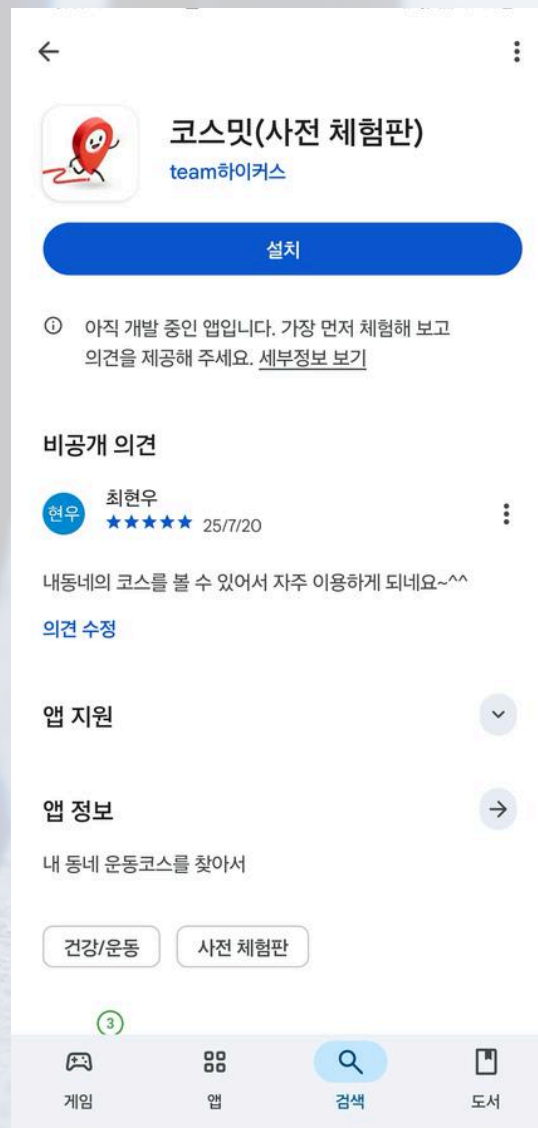 코스밋(사전 체험판)
team하이커스
설치
아직 개발 중인 앱입니다. 가장 먼저 체험해 보고
의견을 제공해 주세요. 세부정보 보기
비공개 의견
현우
최현우
★★★★★ 25/7/20
내동네의 코스를 볼 수 있어서 자주 이용하게 되네요~^^
의견 수정
앱 지원
앱 정보
내 동네 운동코스를 찾아서
건강/운동
사전 체험판
3
게임
앱
검색
도서